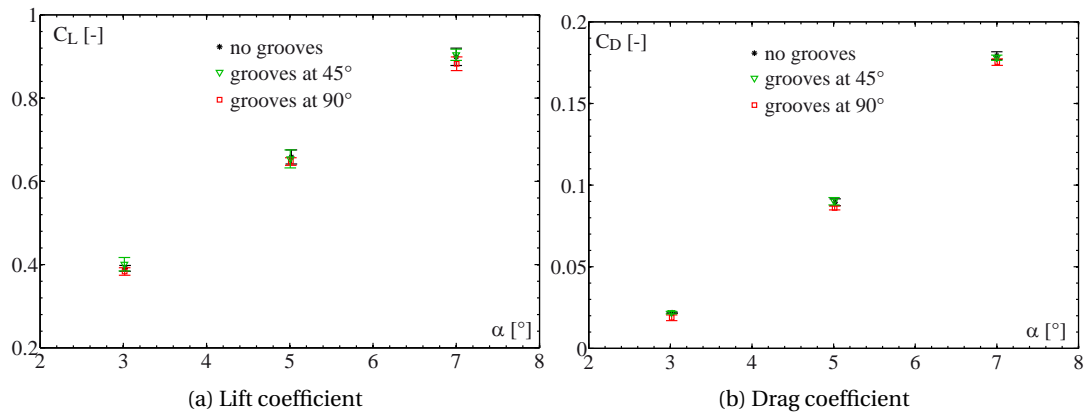 1
C_L [-]
no grooves
grooves at 45°
grooves at 90°
0.8
0.6
0.4
0.2
α [°]
2 3 4 5 6 7 8
(a) Lift coefficient
0.2
C_D [-]
no grooves
grooves at 45°
grooves at 90°
0.15
0.1
0.05
0
α [°]
2 3 4 5 6 7 8
(b) Drag coefficient